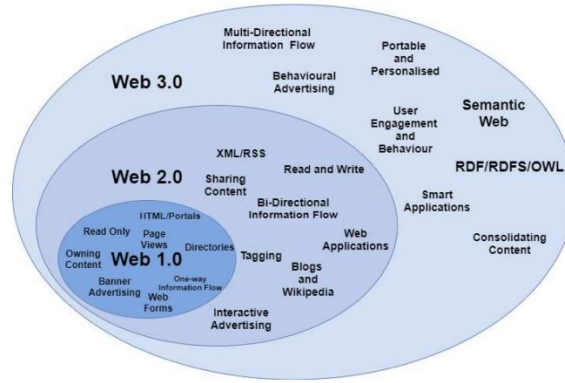 Multi-Directional
Information Flow
Portable
and
Personalised
Web 3.0
Behavioural
Advertising
Semantic
Web
User
Engagement
and
Behaviour
XML/RSS
RDF/RDFS/OWL
Web 2.0
Sharing
Content
Read and Write
Smart
Applications
Bi-Directional
Information Flow
HTML/Portals
Read Only
Page
Views
Directories
Web
Applications
Consolidating
Content
Owning
Content
Web 1.0
Tagging
Blogs
and
Wikipedia
Banner
Advertising
One-way
Information Flow
Web
Forms
Interactive
Advertising